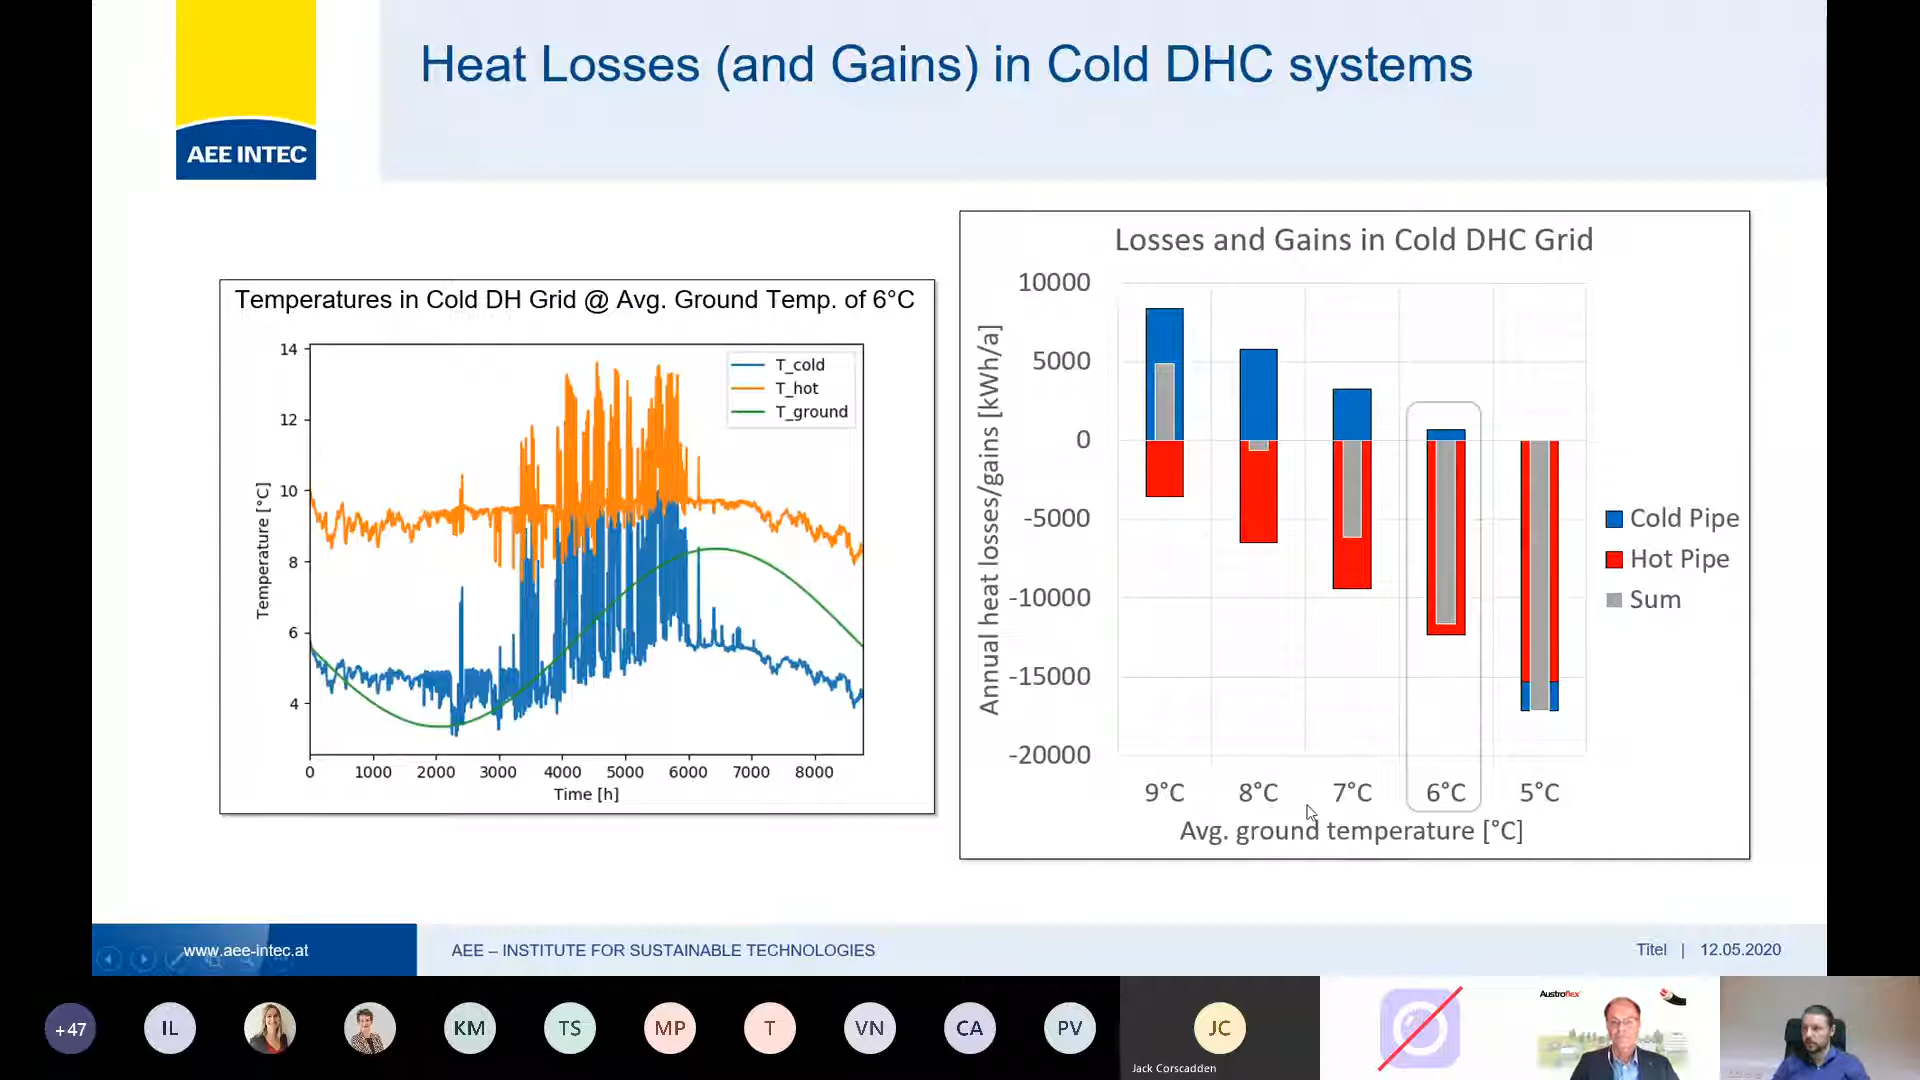 Heat Losses (and Gains) in Cold DHC systems
AEE INTEC
Temperatures in Cold DH Grid @ Avg. Ground Temp. of 6°C
14
12
10
8
6
4
Temperature [°C]
T_cold
T_hot
T_ground
0 1000 2000 3000 4000 5000 6000 7000 8000
Time [h]
Losses and Gains in Cold DHC Grid
10000
5000
0
-5000
-10000
-15000
-20000
Annual heat losses/gains [kWh/a]
Cold Pipe
Hot Pipe
Sum
9°C 8°C 7°C 6°C 5°C
Avg. ground temperature [°C]
www.aee-intec.at
AEE – INSTITUTE FOR SUSTAINABLE TECHNOLOGIES
Titel | 12.05.2020
+47
IL
KM
TS
MP
T
VN
CA
PV
JC
Jack Corscadden
Austroflex